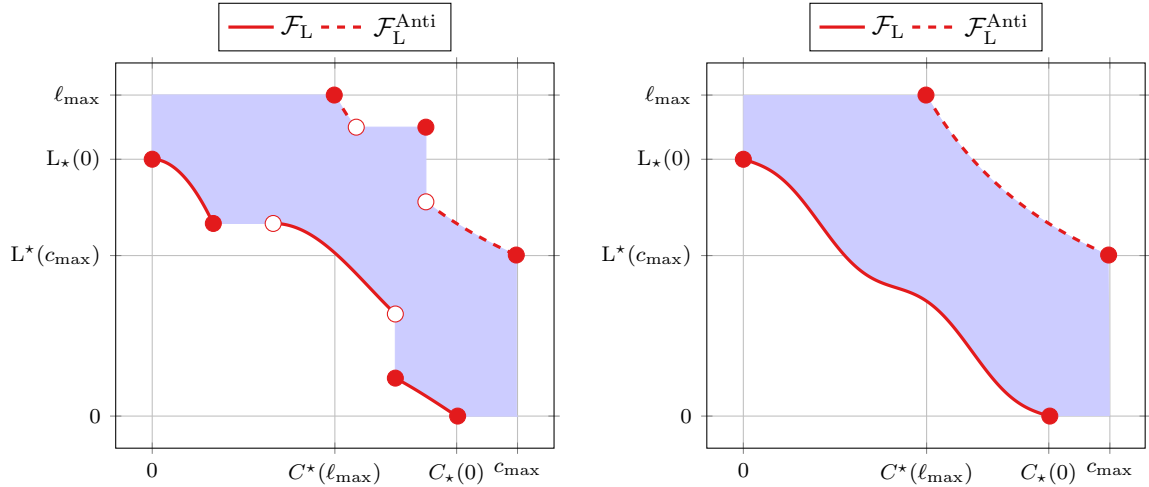 ℱ_L ℱ_L^Anti
ℓ_max
L_⋆(0)
L^⋆(c_max)
0
0 C^⋆(ℓ_max) C_⋆(0) c_max
ℱ_L ℱ_L^Anti
ℓ_max
L_⋆(0)
L^⋆(c_max)
0
0 C^⋆(ℓ_max) C_⋆(0) c_max